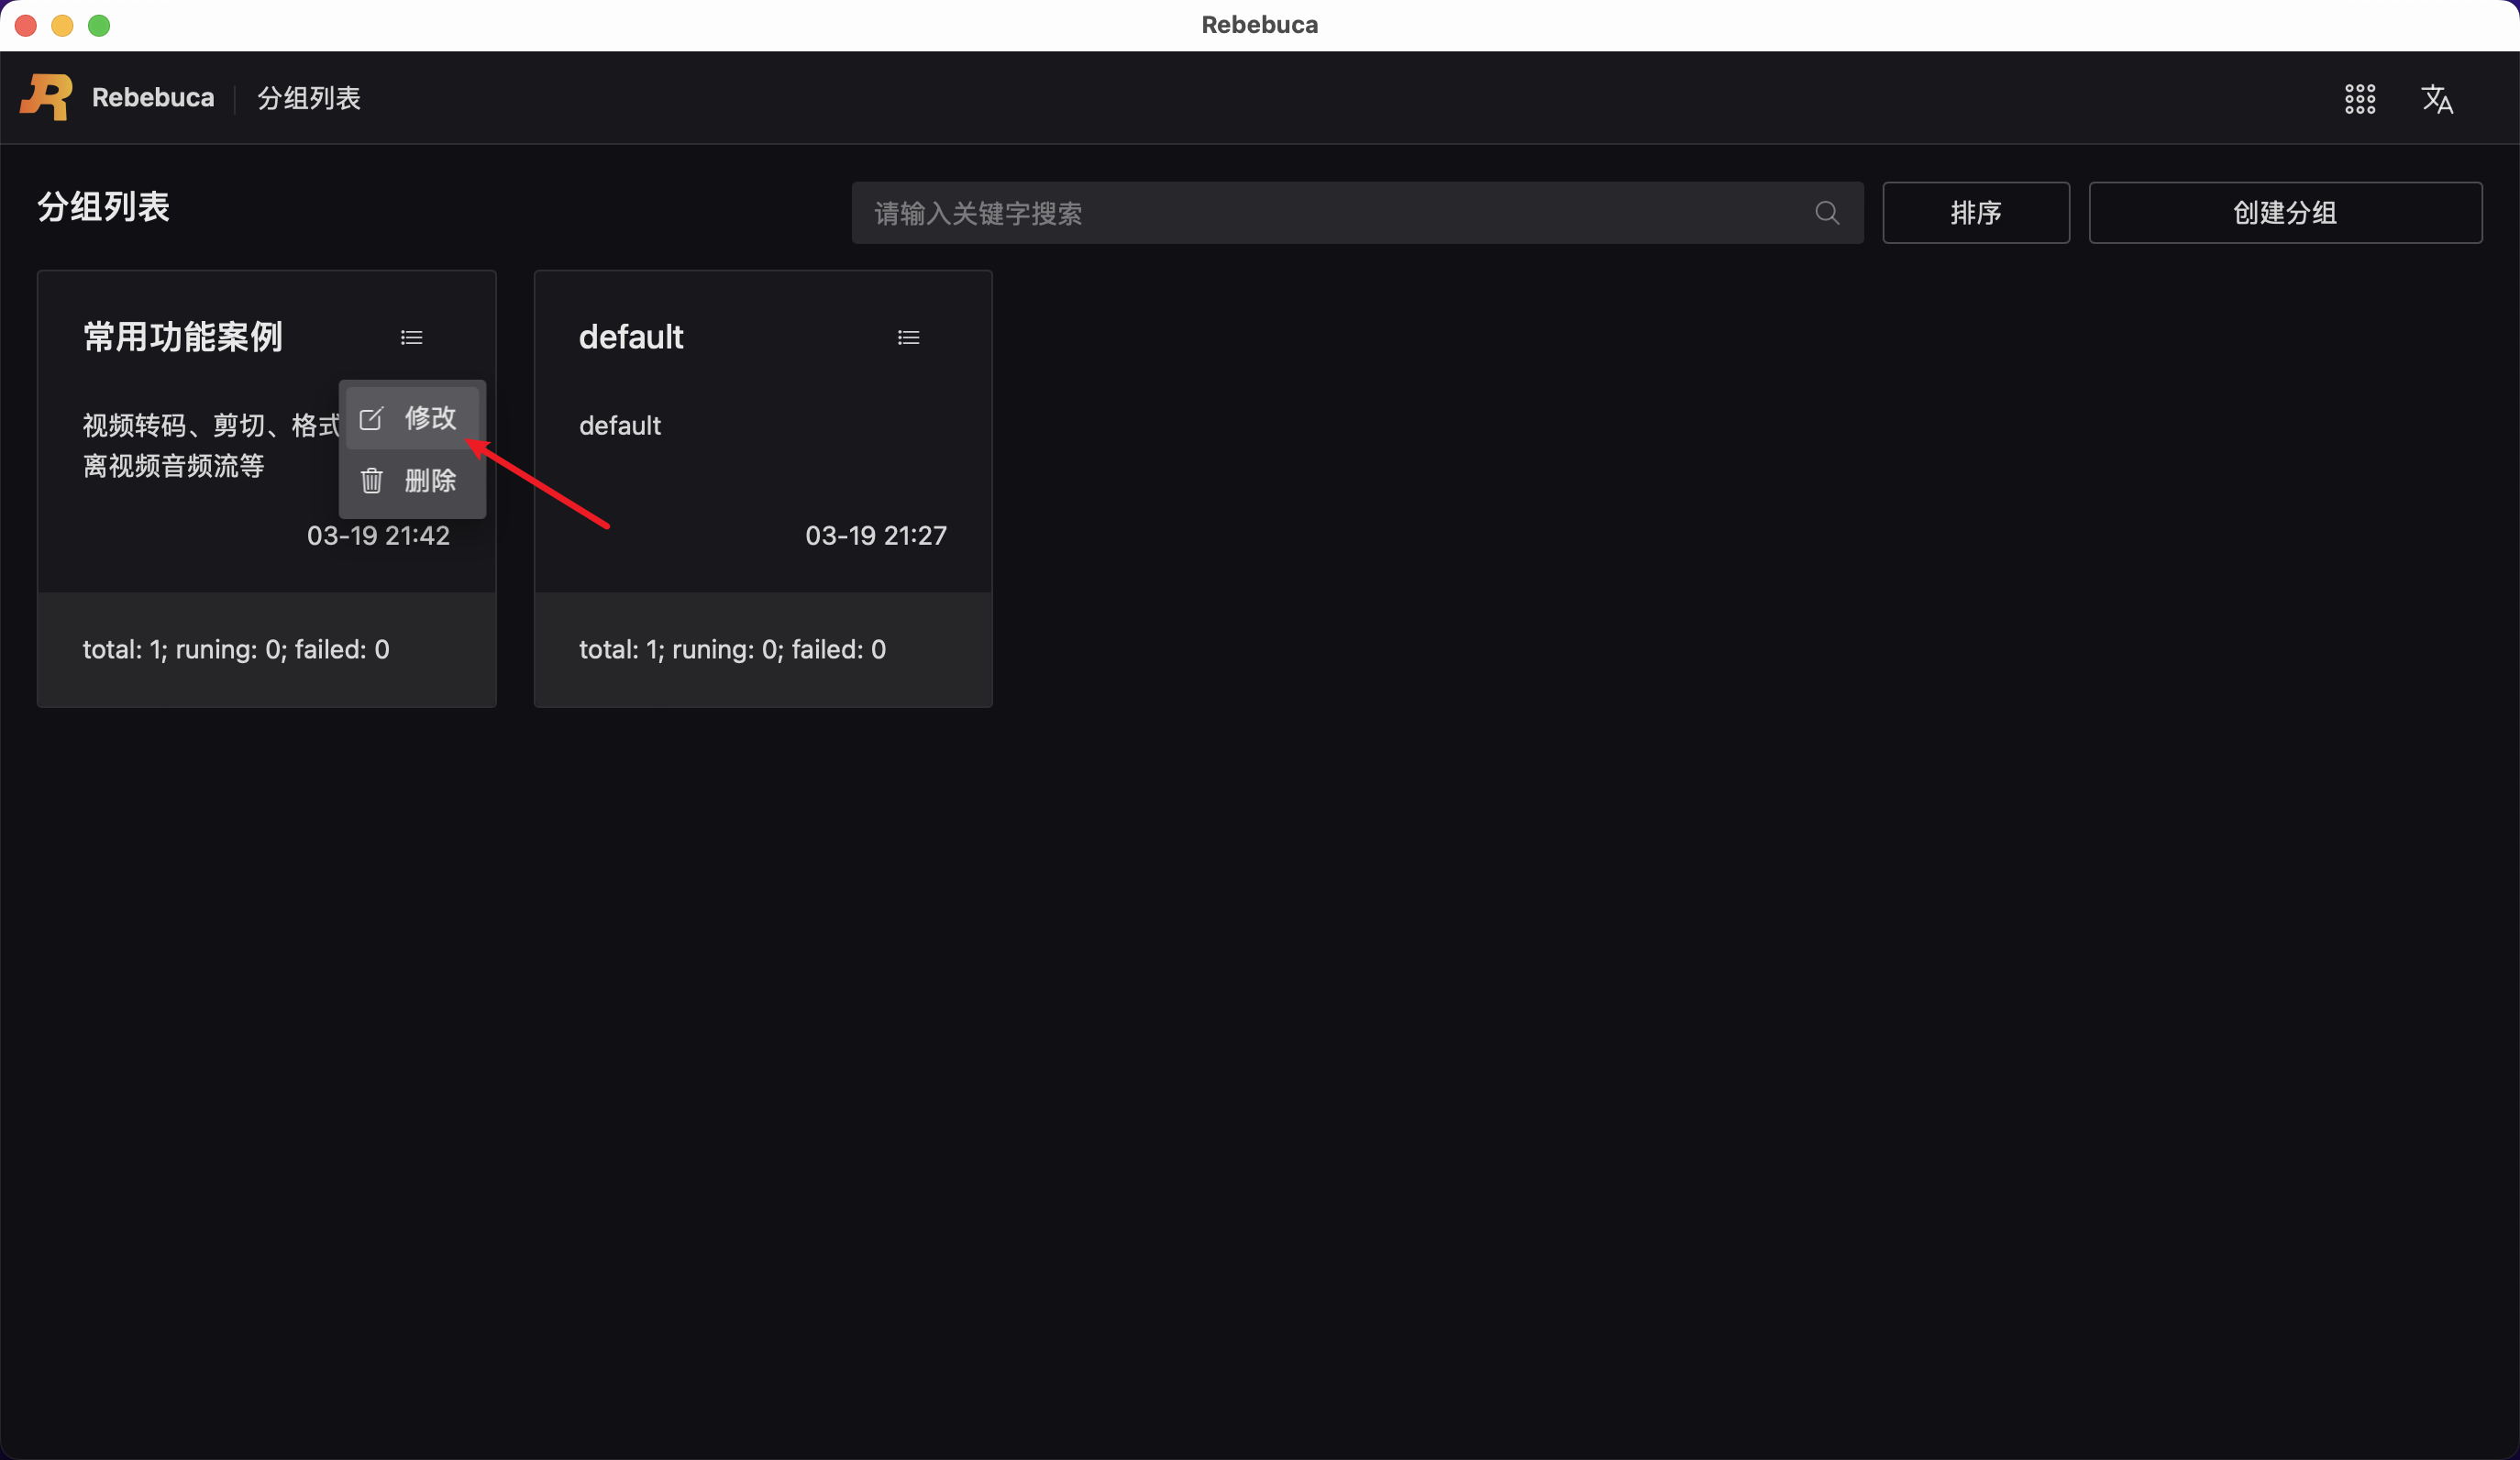 Rebebuca
Rebebuca
分组列表
分组列表
请输入关键字搜索
排序
创建分组
常用功能案例
视频转码、剪切、格式
离视频音频流等
修改
删除
03-19 21:42
total: 1; runing: 0; failed: 0
default
default
03-19 21:27
total: 1; runing: 0; failed: 0